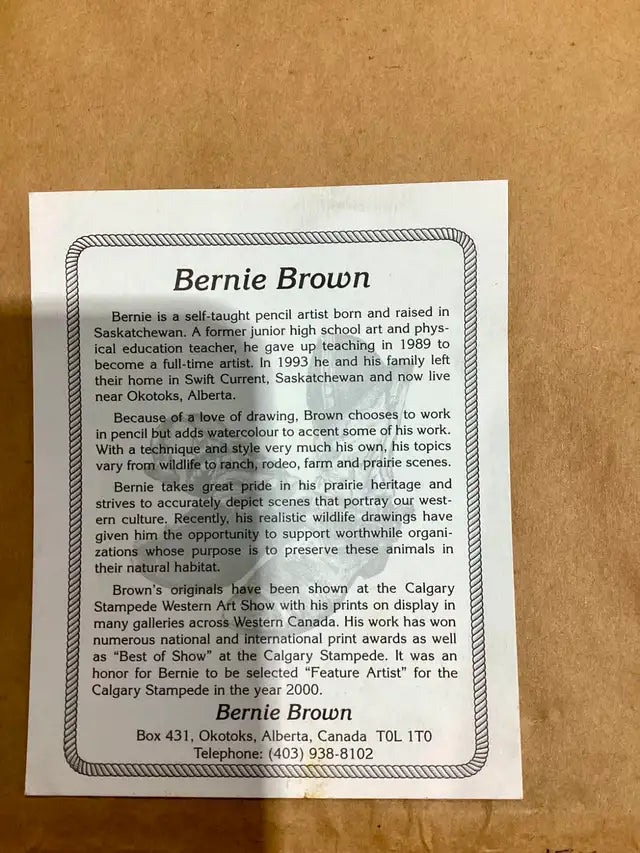 Bernie Brown
Bernie is a self-taught pencil artist born and raised in
Saskatchewan. A former junior high school art and phys-
ical education teacher, he gave up teaching in 1989 to
become a full-time artist. In 1993 he and his family left
their home in Swift Current, Saskatchewan and now live
near Okotoks, Alberta.
Because of a love of drawing, Brown chooses to work
in pencil but adds watercolour to accent some of his work.
With a technique and style very much his own, his topics
vary from wildlife to ranch, rodeo, farm and prairie scenes.
Bernie takes great pride in his prairie heritage and
strives to accurately depict scenes that portray our west-
ern culture. Recently, his realistic wildlife drawings have
given him the opportunity to support worthwhile organi-
zations whose purpose is to preserve these animals in
their natural habitat.
Brown's originals have been shown at the Calgary
Stampede Western Art Show with his prints on display in
many galleries across Western Canada. His work has won
numerous national and international print awards as well
as "Best of Show" at the Calgary Stampede. It was an
honor for Bernie to be selected "Feature Artist" for the
Calgary Stampede in the year 2000.
Bernie Brown
Box 431, Okotoks, Alberta, Canada T0L 1T0
Telephone: (403) 938-8102